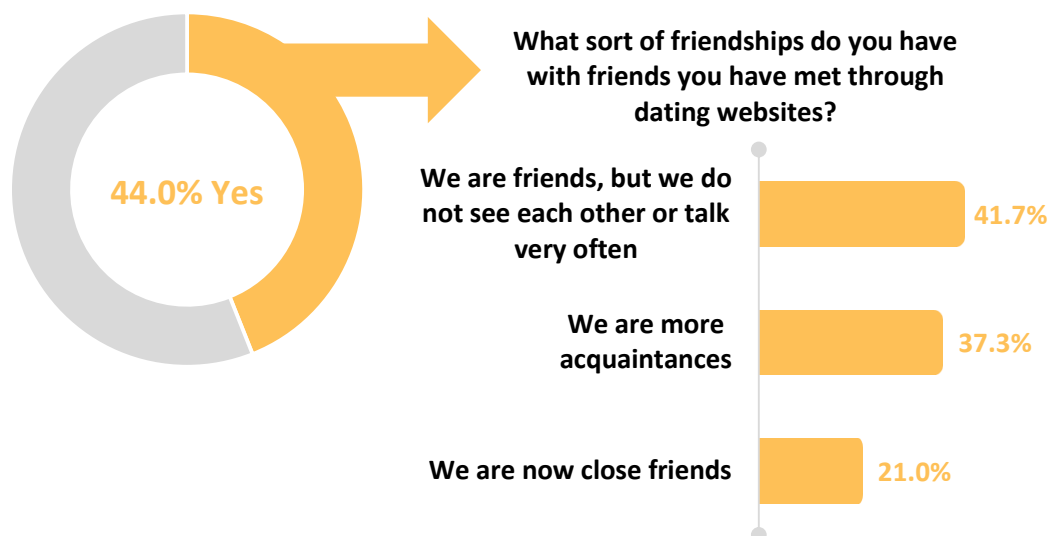 What sort of friendships do you have
with friends you have met through
dating websites?
44.0% Yes
We are friends, but we do
not see each other or talk
very often
41.7%
We are more
acquaintances
37.3%
We are now close friends
21.0%